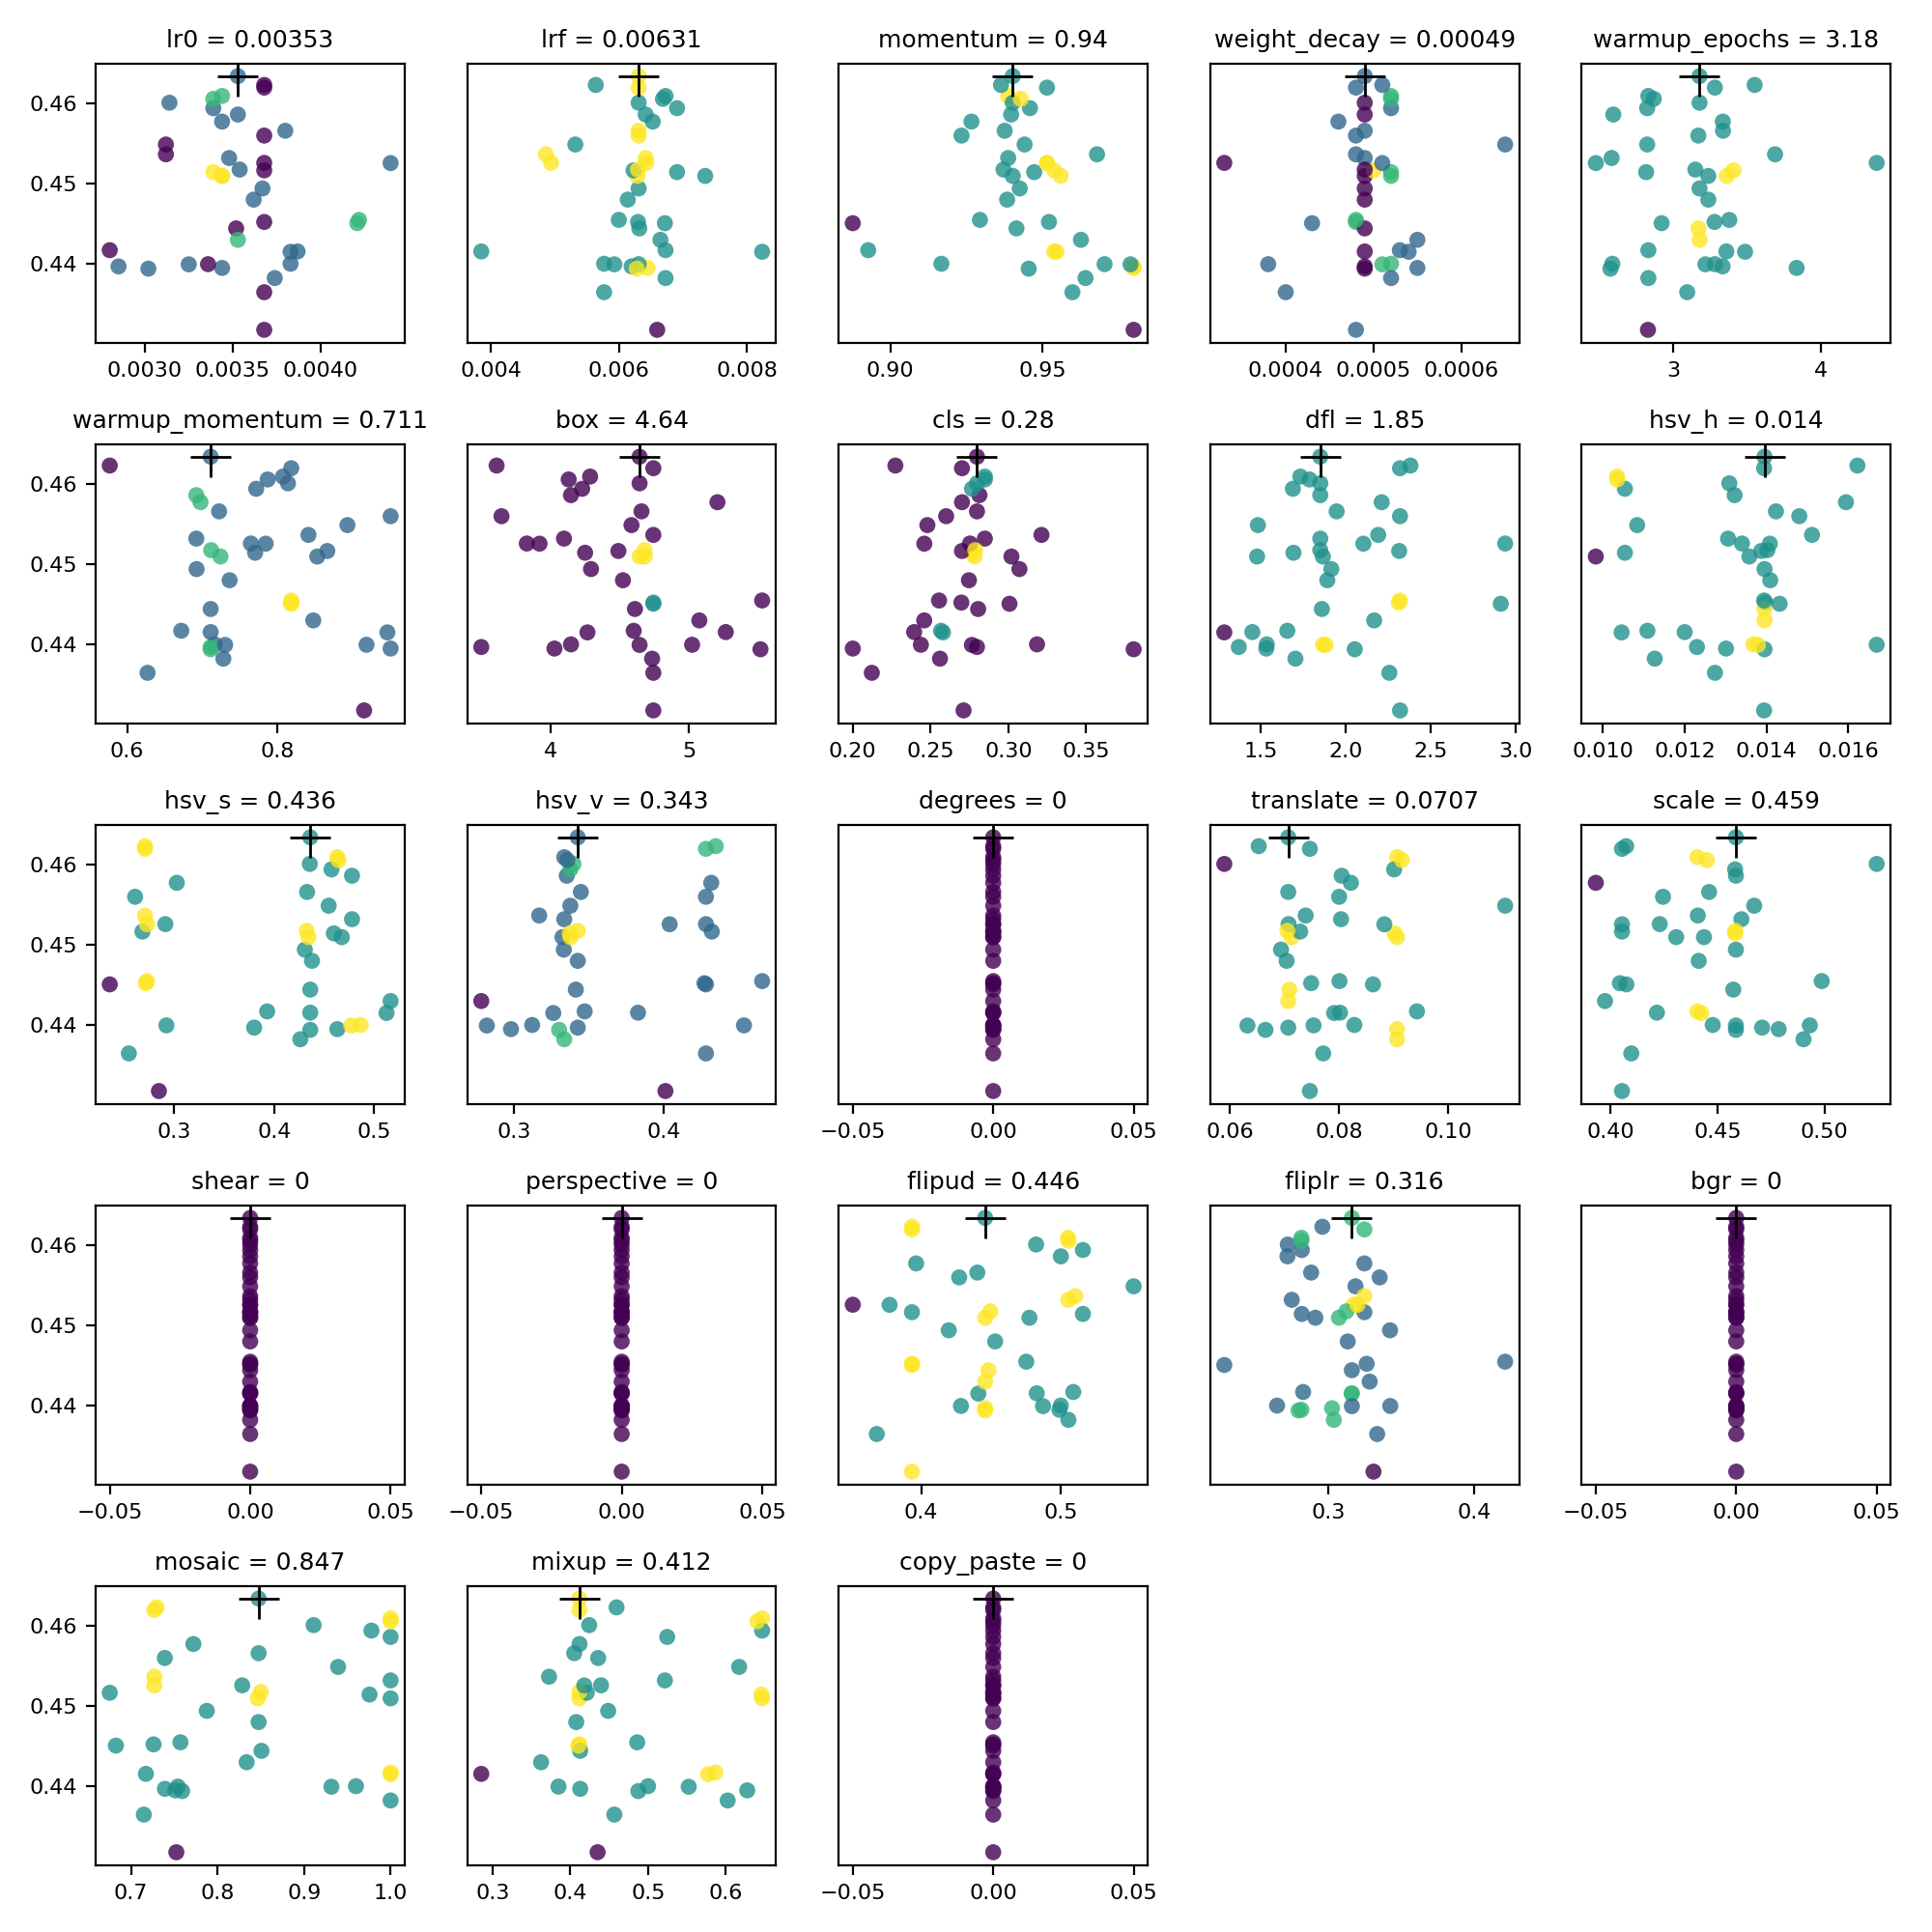 lr0 = 0.00353 lrf = 0.00631 momentum = 0.94 weight_decay = 0.00049 warmup_epochs = 3.18
0.46
0.45
0.44
0.0030 0.0035 0.0040 0.004 0.006 0.008 0.90 0.95 0.0004 0.0005 0.0006 3 4
warmup_momentum = 0.711 box = 4.64 cls = 0.28 dfl = 1.85 hsv_h = 0.014
0.46
0.45
0.44
0.6 0.8 4 5 0.20 0.25 0.30 0.35 1.5 2.0 2.5 3.0 0.010 0.012 0.014 0.016
hsv_s = 0.436 hsv_v = 0.343 degrees = 0 translate = 0.0707 scale = 0.459
0.46
0.45
0.44
0.3 0.4 0.5 0.3 0.4 −0.05 0.00 0.05 0.06 0.08 0.10 0.40 0.45 0.50
shear = 0 perspective = 0 flipud = 0.446 fliplr = 0.316 bgr = 0
0.46
0.45
0.44
−0.05 0.00 0.05 −0.05 0.00 0.05 0.4 0.5 0.3 0.4 −0.05 0.00 0.05
mosaic = 0.847 mixup = 0.412 copy_paste = 0
0.46
0.45
0.44
0.7 0.8 0.9 1.0 0.3 0.4 0.5 0.6 −0.05 0.00 0.05